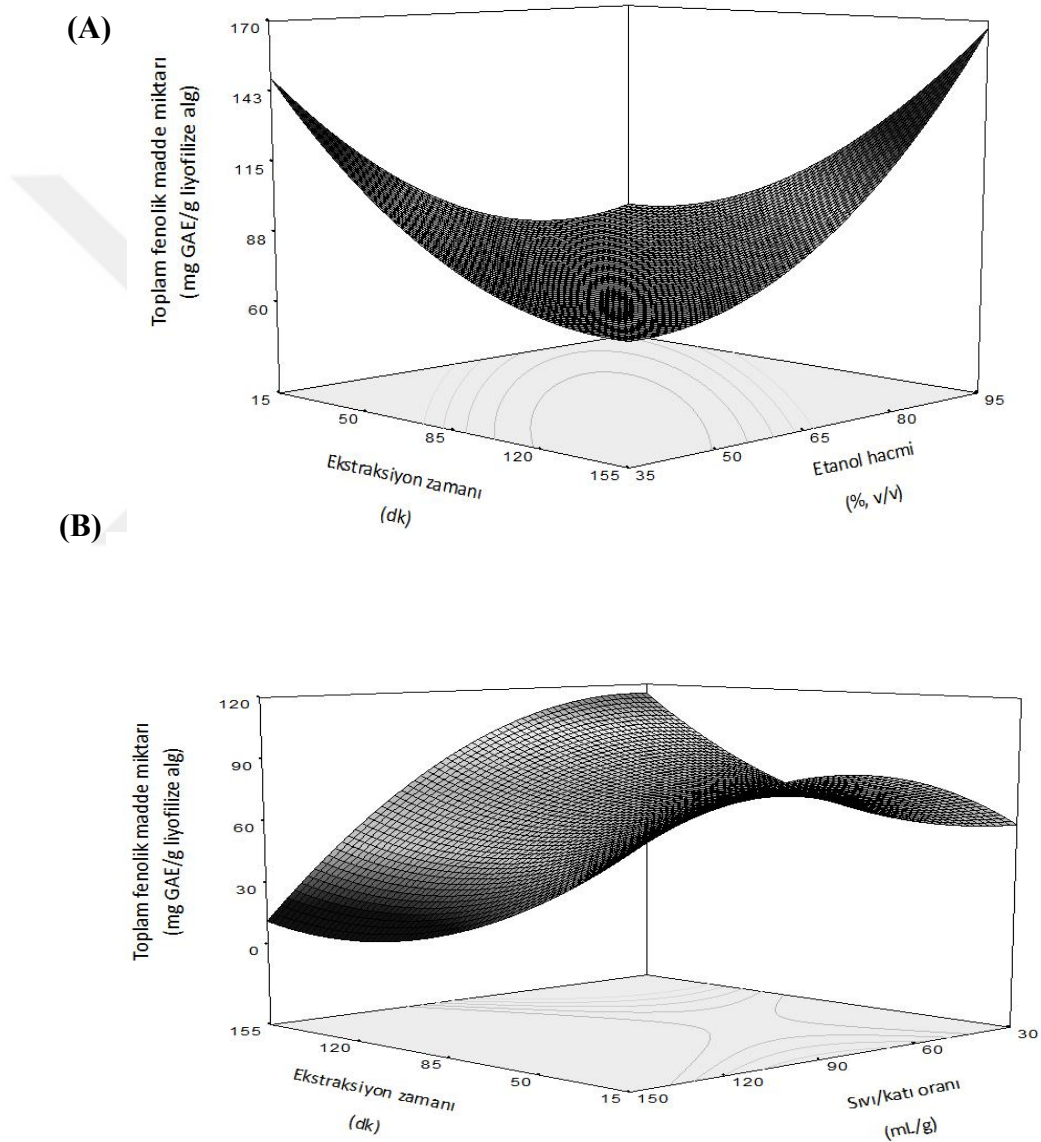 (A)
Toplam fenolik madde miktarı
(mg GAE/g liyofilize alg)
170
143
115
88
60
15
50
85
120
155
Ekstraksiyon zamanı
(dk)
35
50
65
80
95
Etanol hacmi
(%, v/v)
(B)
Toplam fenolik madde miktarı
(mg GAE/g liyofilize alg)
120
90
60
30
0
155
120
85
50
15
Ekstraksiyon zamanı
(dk)
150
120
90
60
30
Sıvı/katı oranı
(mL/g)